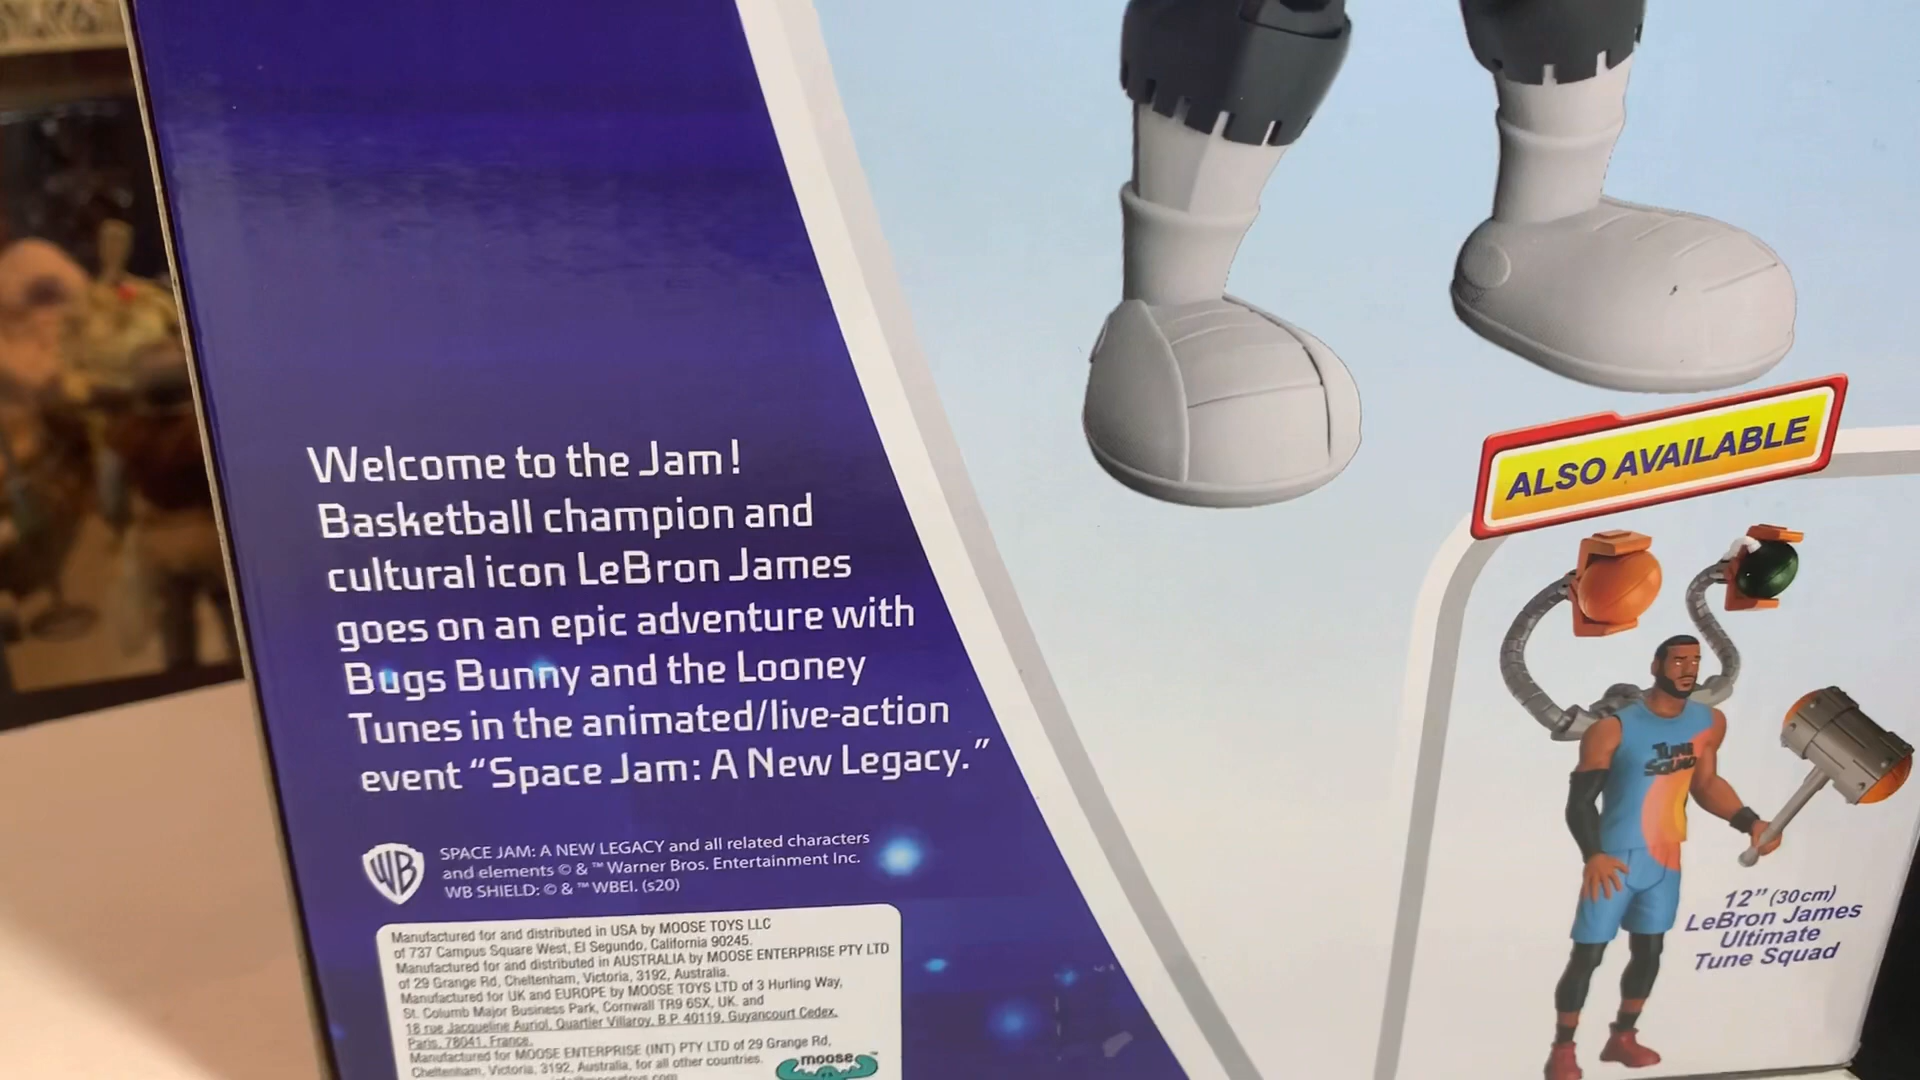 Welcome to the Jam!
Basketball champion and
cultural icon LeBron James
goes on an epic adventure with
Bugs Bunny and the Looney
Tunes in the animated/live-action
event “Space Jam: A New Legacy.”
WB
SPACE JAM: A NEW LEGACY and all related characters
and elements © & ™ Warner Bros. Entertainment Inc.
WB SHIELD: © & ™ WBEI. (s20)
Manufactured for and distributed in USA by MOOSE TOYS LLC
of 737 Campus Square West, El Segundo, California 90245.
Manufactured for and distributed in AUSTRALIA by MOOSE ENTERPRISE PTY LTD
of 29 Grange Rd, Cheltenham, Victoria, 3192, Australia.
Manufactured for UK and EUROPE by MOOSE TOYS LTD of 3 Hurling Way,
St. Columb Major Business Park, Cornwall TR9 6SX, UK. and
18 rue Jacqueline Auriol, Quartier Villaroy, B.P. 40119, Guyancourt Cedex,
Paris, 78041, France.
Manufactured for MOOSE ENTERPRISE (INT) PTY LTD of 29 Grange Rd,
Cheltenham, Victoria, 3192, Australia, for all other countries.
moose™
ALSO AVAILABLE
TUNE
SQUAD
12” (30cm)
LeBron James
Ultimate
Tune Squad